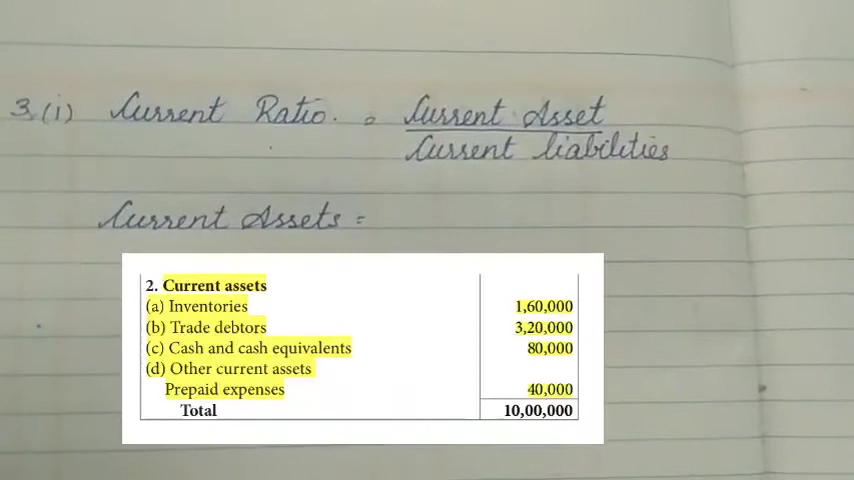 3.(i) Current Ratio. = Current Asset
Current liabilities
Current Assets =
2. Current assets
(a) Inventories 1,60,000
(b) Trade debtors 3,20,000
(c) Cash and cash equivalents 80,000
(d) Other current assets
Prepaid expenses 40,000
Total 10,00,000